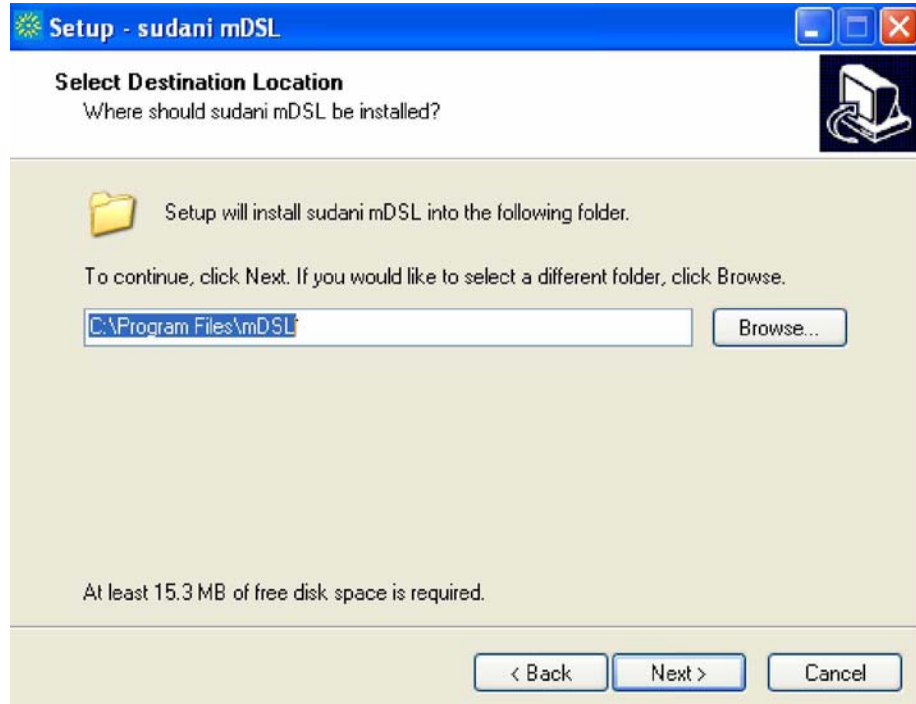 Setup - sudani mDSL
Select Destination Location
Where should sudani mDSL be installed?
Setup will install sudani mDSL into the following folder.
To continue, click Next. If you would like to select a different folder, click Browse.
C:\Program Files\mDSL
Browse...
At least 15.3 MB of free disk space is required.
< Back
Next >
Cancel